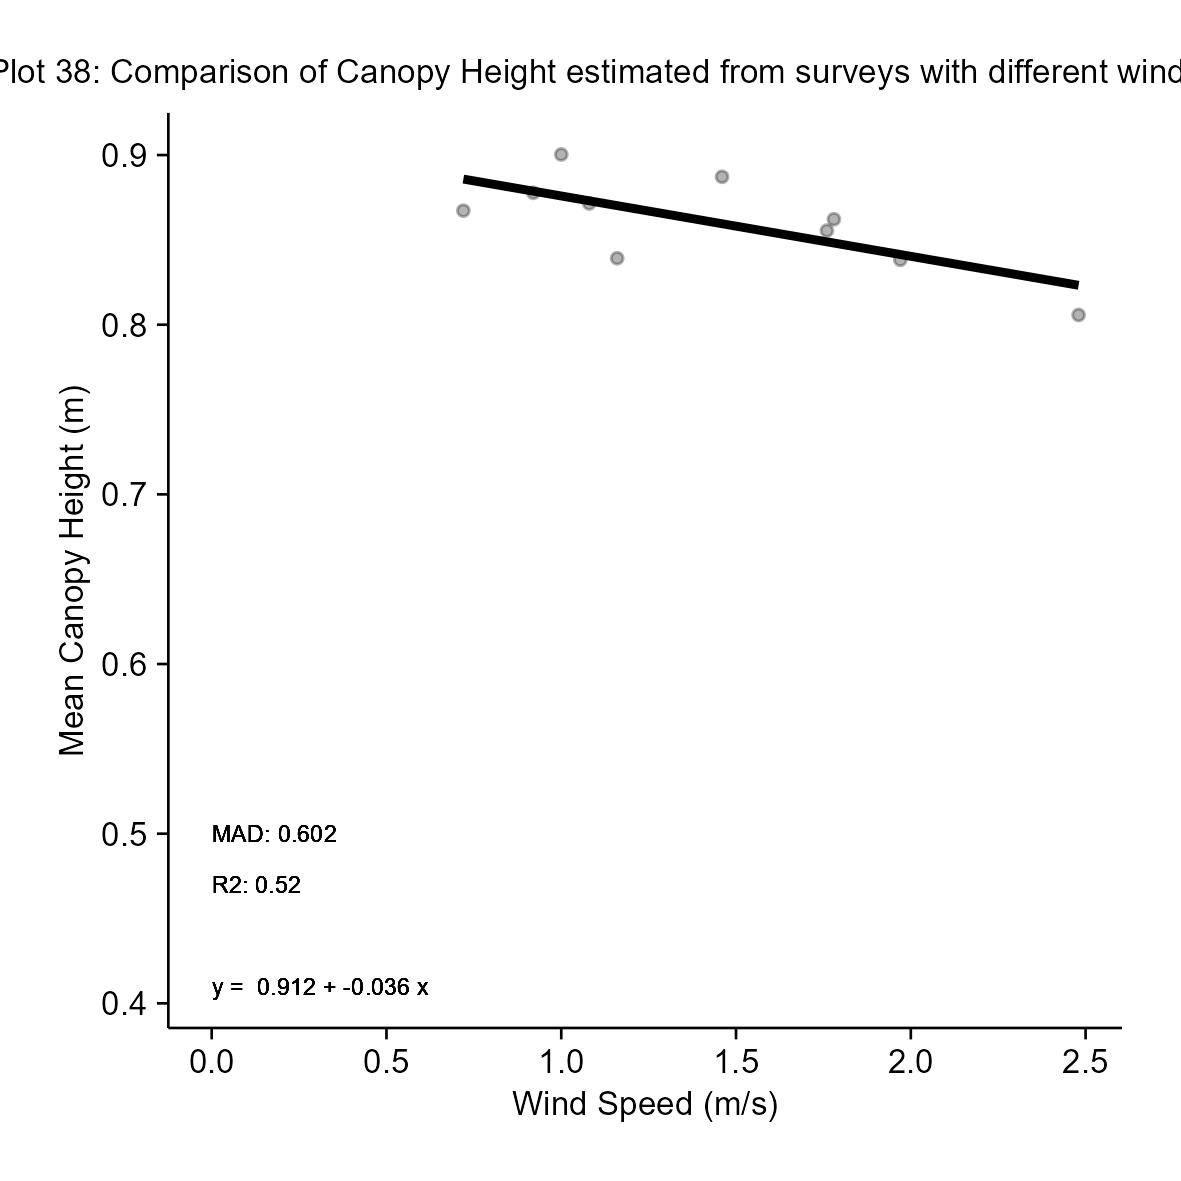 Plot 38: Comparison of Canopy Height estimated from surveys with different wind
0.9
0.8
0.7
0.6
0.5
0.4
Mean Canopy Height (m)
MAD: 0.602
R2: 0.52
y =  0.912 + -0.036 x
0.0 0.5 1.0 1.5 2.0 2.5
Wind Speed (m/s)